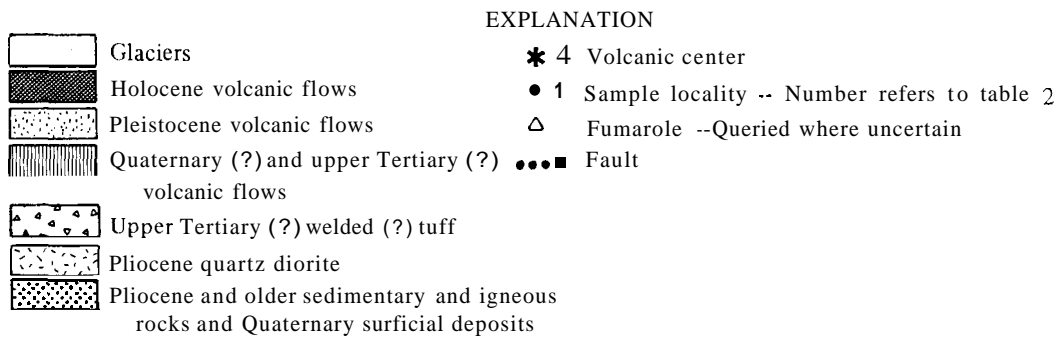 EXPLANATION
Glaciers
Holocene volcanic flows
Pleistocene volcanic flows
Quaternary (?) and upper Tertiary (?)
volcanic flows
Upper Tertiary (?) welded (?) tuff
Pliocene quartz diorite
Pliocene and older sedimentary and igneous
rocks and Quaternary surficial deposits
4 Volcanic center
1 Sample locality -- Number refers to table 2
Fumarole --Queried where uncertain
Fault